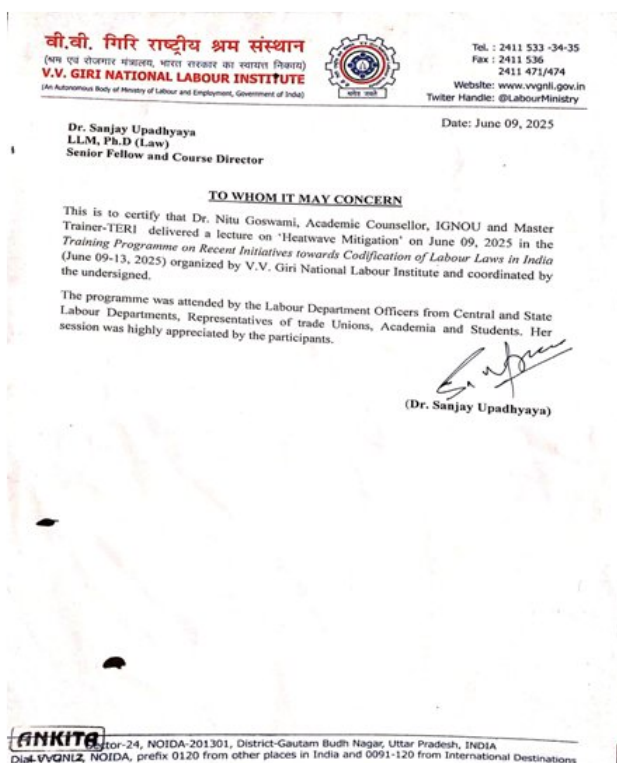 वी.वी. गिरि राष्ट्रीय श्रम संस्थान
(श्रम एवं रोजगार मंत्रालय, भारत सरकार का स्वायत्त निकाय)
V.V. GIRI NATIONAL LABOUR INSTITUTE
(An Autonomous Body of Ministry of Labour and Employment, Government of India)
श्रमेव जयते
Tel. : 2411 533 -34-35
Fax : 2411 536
2411 471/474
Website: www.vvgnli.gov.in
Twiter Handle: @LabourMinistry
Date: June 09, 2025
Dr. Sanjay Upadhyaya
LLM, Ph.D (Law)
Senior Fellow and Course Director
TO WHOM IT MAY CONCERN
This is to certify that Dr. Nitu Goswami, Academic Counsellor, IGNOU and Master
Trainer-TERI delivered a lecture on ‘Heatwave Mitigation’ on June 09, 2025 in the
Training Programme on Recent Initiatives towards Codification of Labour Laws in India
(June 09-13, 2025) organized by V.V. Giri National Labour Institute and coordinated by
the undersigned.
The programme was attended by the Labour Department Officers from Central and State
Labour Departments, Representatives of trade Unions, Academia and Students. Her
session was highly appreciated by the participants.
(Dr. Sanjay Upadhyaya)
ANKITA
-24, NOIDA-201301, District-Gautam Budh Nagar, Uttar Pradesh, INDIA
NOIDA, prefix 0120 from other places in India and 0091-120 from International Destinations